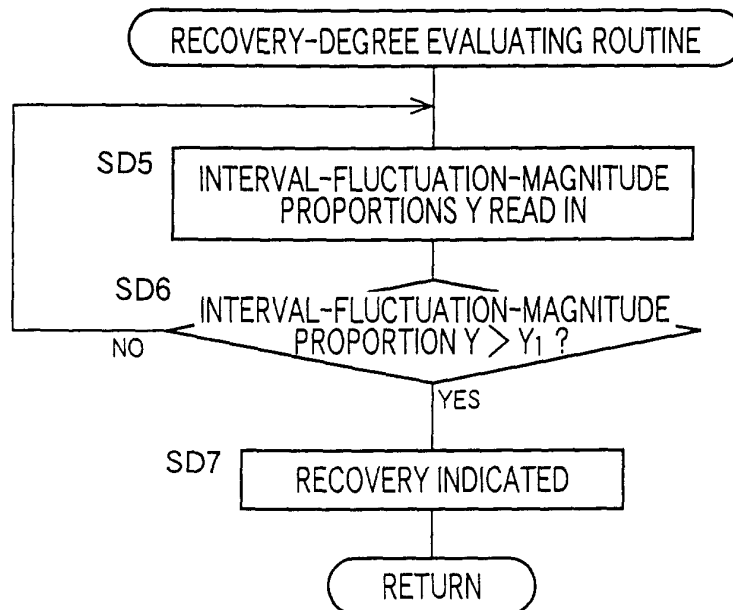 RECOVERY-DEGREE EVALUATING ROUTINE
SD5
INTERVAL-FLUCTUATION-MAGNITUDE
PROPORTIONS Y READ IN
SD6
INTERVAL-FLUCTUATION-MAGNITUDE
PROPORTION Y > Y₁ ?
NO
YES
SD7
RECOVERY INDICATED
RETURN